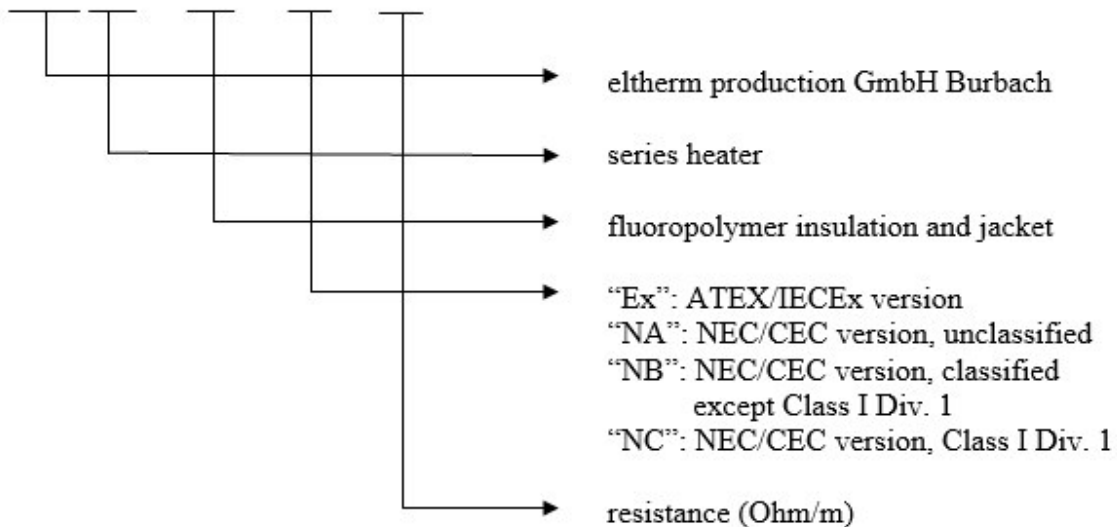 eltherm production GmbH Burbach
series heater
fluoropolymer insulation and jacket
“Ex”: ATEX/IECEx version
“NA”: NEC/CEC version, unclassified
“NB”: NEC/CEC version, classified
except Class I Div. 1
“NC”: NEC/CEC version, Class I Div. 1
resistance (Ohm/m)